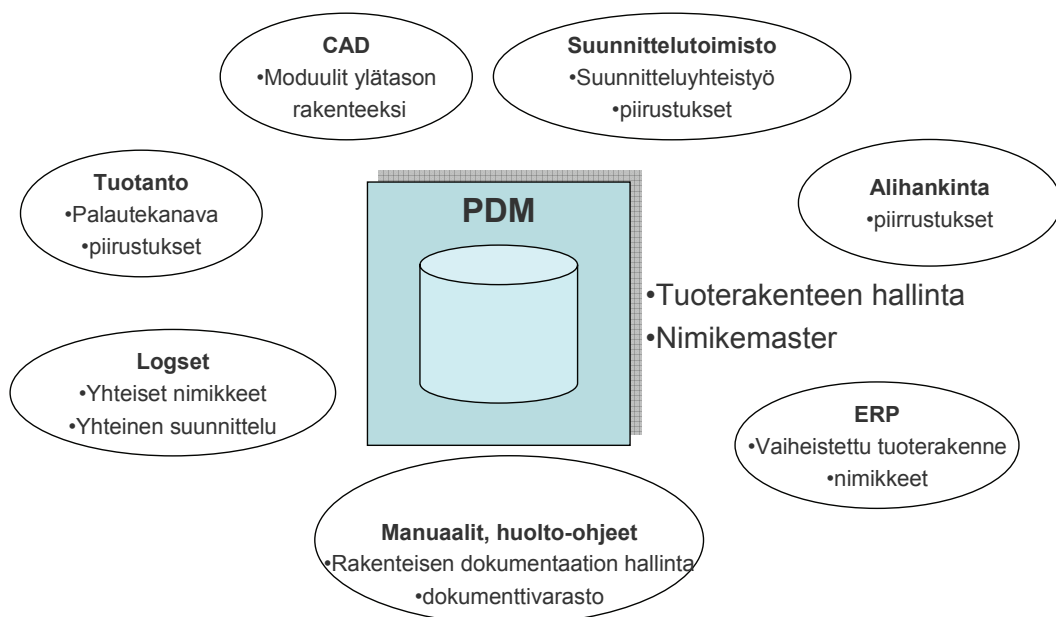 CAD
•Moduulit ylätason
rakenteeksi
Suunnittelutoimisto
•Suunnitteluyhteistyö
•piirustukset
Tuotanto
•Palautekanava
•piirustukset
PDM
Alihankinta
•piirrustukset
•Tuoterakenteen hallinta
•Nimikemaster
Logset
•Yhteiset nimikkeet
•Yhteinen suunnittelu
ERP
•Vaiheistettu tuoterakenne
•nimikkeet
Manuaalit, huolto-ohjeet
•Rakenteisen dokumentaation hallinta
•dokumenttivarasto